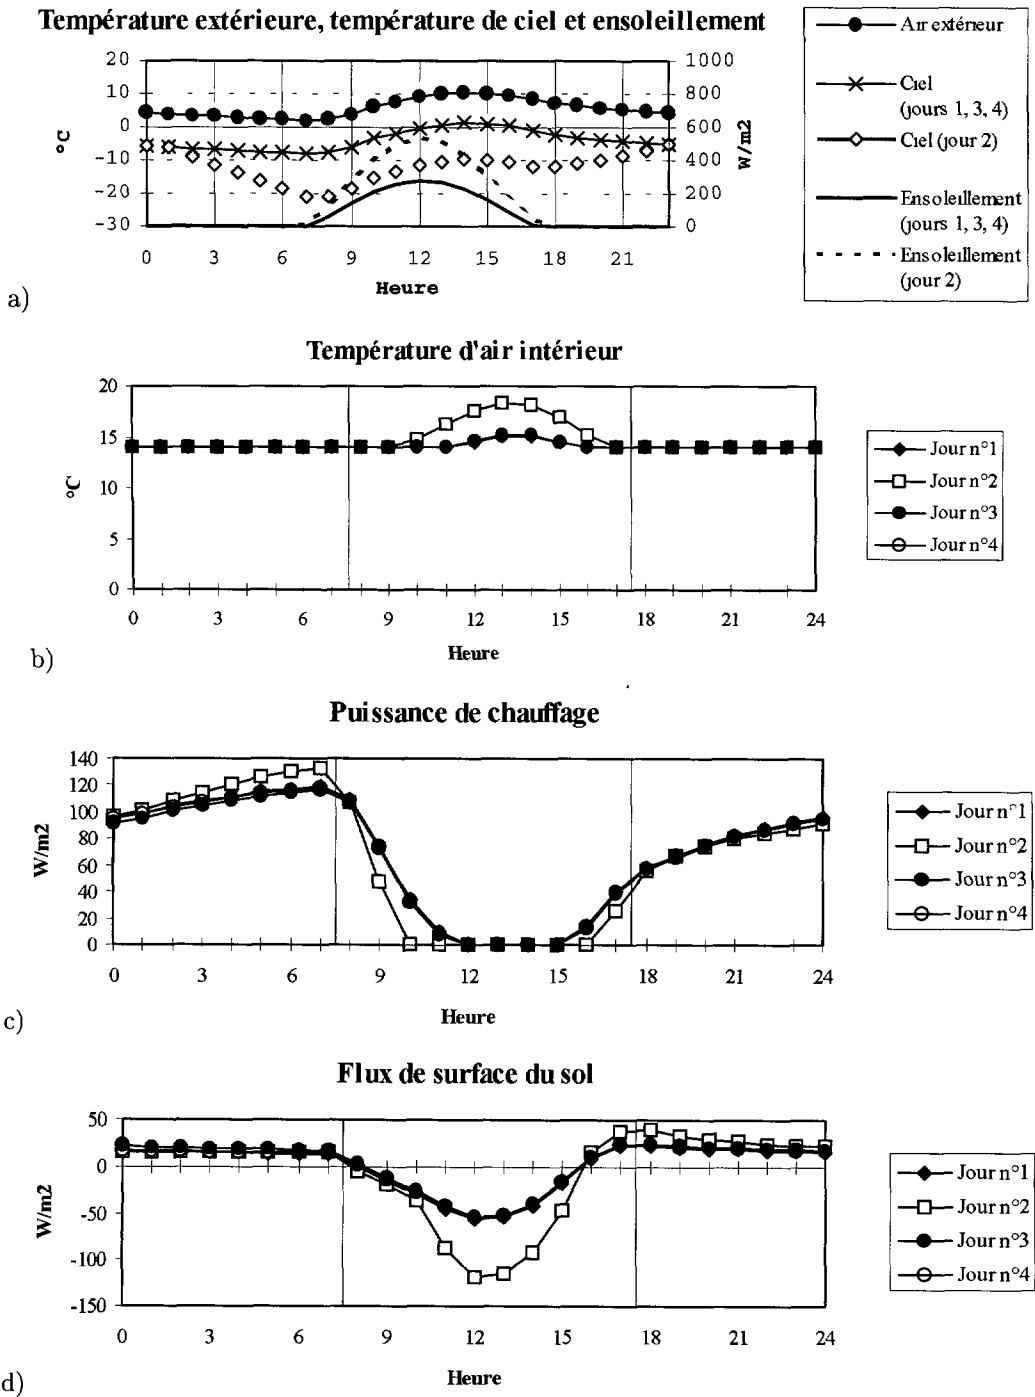 Température extérieure, température de ciel et ensoleillement
20
10
0
-10
-20
-30
°C
1000
800
600
400
200
0
W/m2
0 3 6 9 12 15 18 21
Heure
Air extérieur
Ciel
(jours 1, 3, 4)
Ciel (jour 2)
Ensoleillement
(jours 1, 3, 4)
Ensoleillement
(jour 2)
a)
Température d'air intérieur
20
15
10
5
0
°C
0 3 6 9 12 15 18 21 24
Heure
Jour n°1
Jour n°2
Jour n°3
Jour n°4
b)
Puissance de chauffage
140
120
100
80
60
40
20
0
W/m2
0 3 6 9 12 15 18 21 24
Heure
Jour n°1
Jour n°2
Jour n°3
Jour n°4
c)
Flux de surface du sol
50
0
-50
-100
-150
W/m2
0 3 6 9 12 15 18 21 24
Heure
Jour n°1
Jour n°2
Jour n°3
Jour n°4
d)